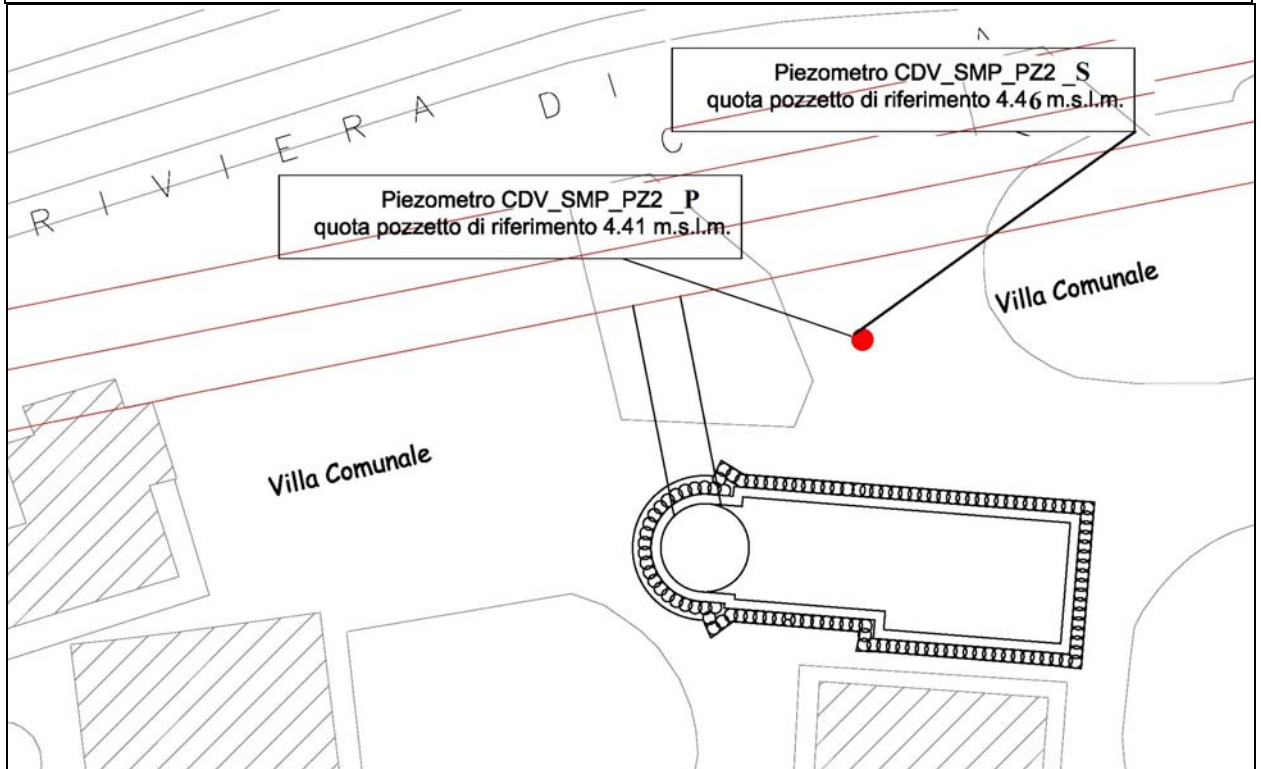 RIVIERA DI C
Piezometro CDV_SMP_PZ2 _S
quota pozzetto di riferimento 4.46 m.s.l.m.
Piezometro CDV_SMP_PZ2 _P
quota pozzetto di riferimento 4.41 m.s.l.m.
Villa Comunale
Villa Comunale